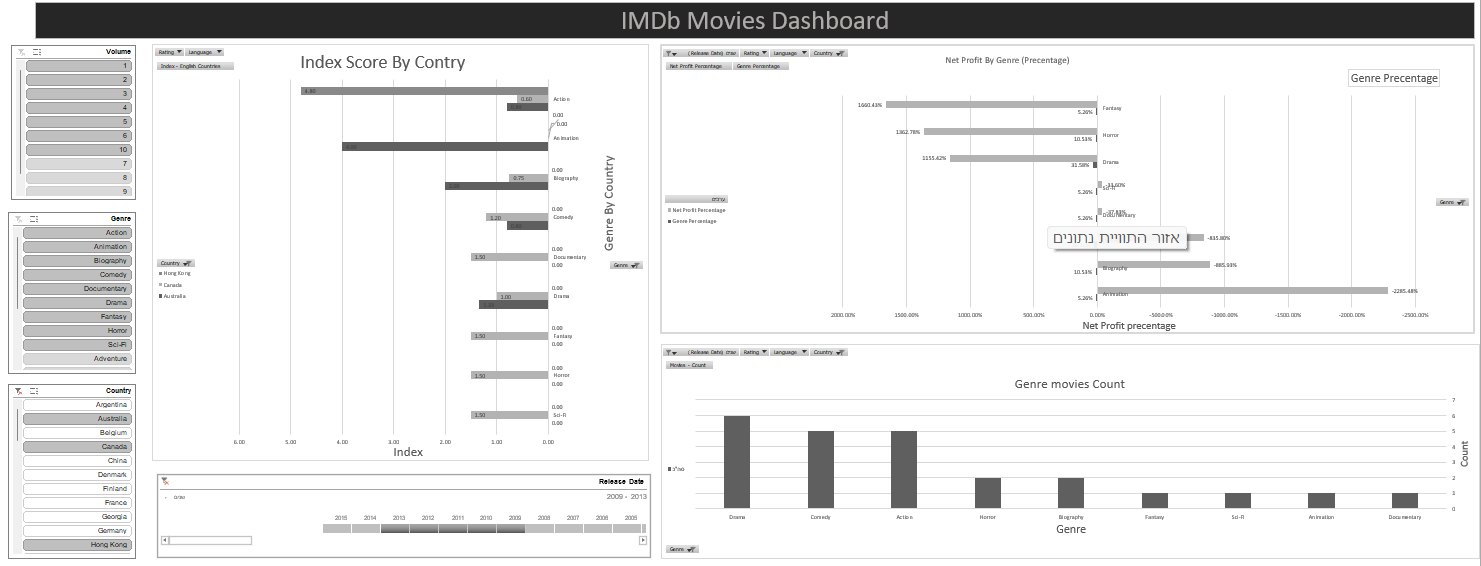 IMDb Movies Dashboard
Volume
1
2
3
4
5
6
10
7
8
9
Genre
Action
Animation
Biography
Comedy
Documentary
Drama
Fantasy
Horror
Sci-Fi
Adventure
Country
Argentina
Australia
Belgium
Canada
China
Denmark
Finland
France
Georgia
Germany
Hong Kong
Rating Language
Index - English Countries
Index Score By Contry
4.80
0.60
Action
0.00
0.00
Animation
0.00
0.75
Biography
0.00
1.20
Comedy
0.00
1.50
Documentary
0.00
0.00
1.00
Drama
0.00
1.50
Fantasy
0.00
0.00
1.50
Horror
0.00
0.00
1.50
Sci-Fi
0.00
6.00 5.00 4.00 3.00 2.00 1.00 0.00
Index
Genre By Country
Country
Hong Kong
Canada
Australia
Genre
Release Date
2009 - 2013
שנים
2015 2014 2013 2012 2011 2010 2009 2008 2007 2006 2005
שנים (Release Date) Rating Language Country
Net Profit Percentage Genre Percentage
Net Profit By Genre (Precentage)
Genre Precentage
1660.43%
5.26%
Fantasy
1362.78%
10.53%
Horror
1155.42%
31.58%
Drama
5.26%
Sci-Fi
5.26%
Documentary
אזור התוויית נתונים
-835.80%
-885.93%
10.53%
Biography
-2285.48%
5.26%
Animation
2000.00% 1500.00% 1000.00% 500.00% 0.00% -500.00% -1000.00% -1500.00% -2000.00% -2500.00%
Net Profit precentage
ערכים
Net Profit Percentage
Genre Percentage
Genre
שנים (Release Date) Rating Language Country
Movies - Count
Genre movies Count
7
6
5
4
3
2
1
0
Count
סה"כ
Drama Comedy Action Horror Biography Fantasy Sci-Fi Animation Documentary
Genre
Genre